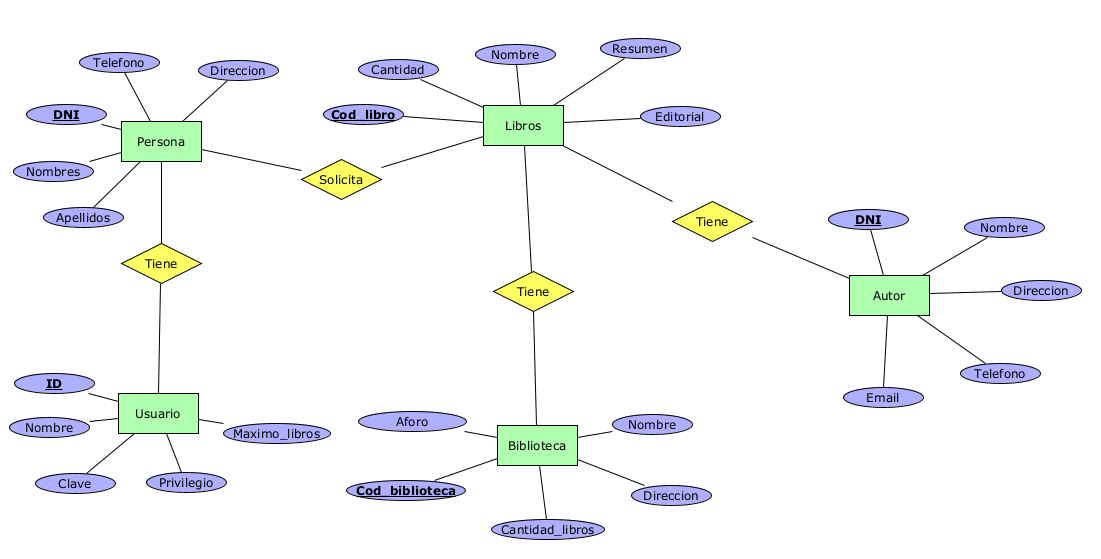 Telefono
Direccion
DNI
Persona
Nombres
Apellidos
Cantidad
Nombre
Resumen
Cod_libro
Libros
Editorial
Solicita
Tiene
Tiene
Tiene
DNI
Nombre
Autor
Direccion
Telefono
Email
ID
Nombre
Usuario
Maximo_libros
Clave
Privilegio
Aforo
Nombre
Biblioteca
Cod_biblioteca
Direccion
Cantidad_libros